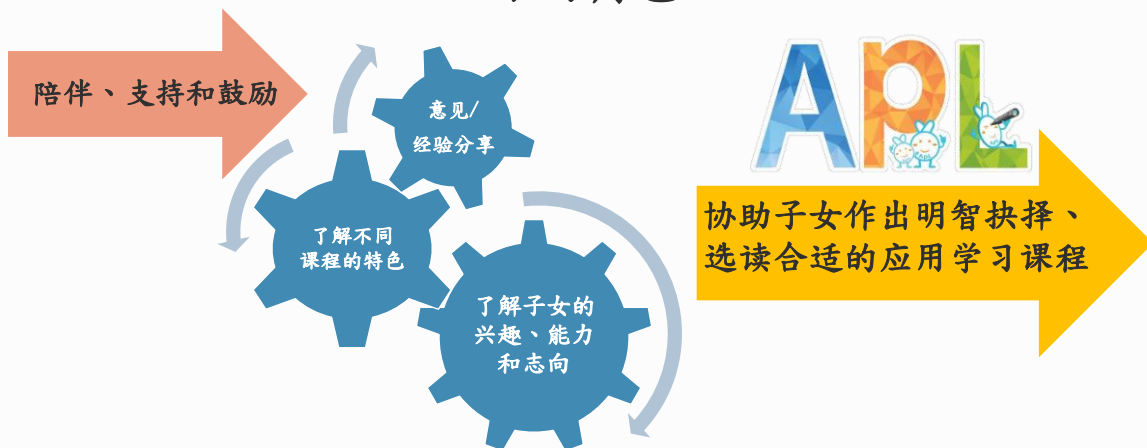 陪伴、支持和鼓励
意见/
经验分享
了解不同
课程的特色
了解子女的
兴趣、能力
和志向
APL
协助子女作出明智抉择、
选读合适的应用学习课程